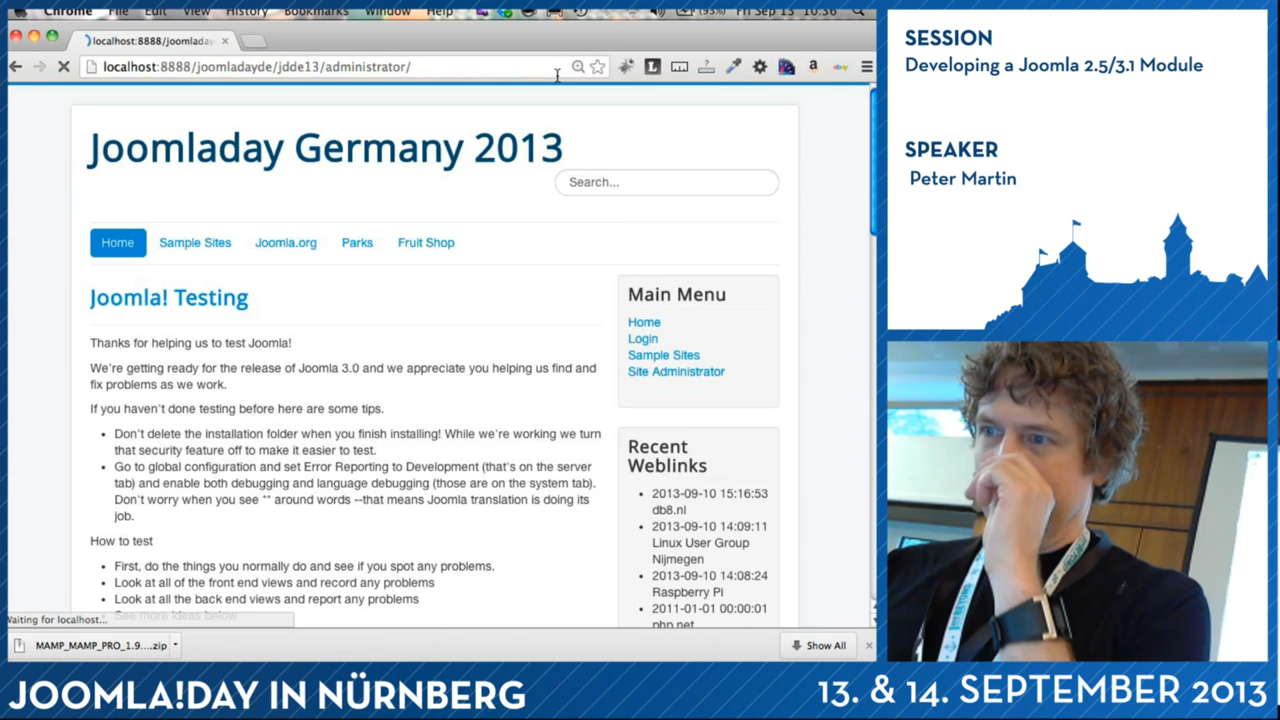 Chrome File Edit View History Bookmarks Window Help (93%) Fri Sep 13 10:36
localhost:8888/joomladay
localhost:8888/joomladayde/jdde13/administrator/
Joomladay Germany 2013
Search...
Home Sample Sites Joomla.org Parks Fruit Shop
Joomla! Testing
Thanks for helping us to test Joomla!
We're getting ready for the release of Joomla 3.0 and we appreciate you helping us find and
fix problems as we work.
If you haven't done testing before here are some tips.
• Don't delete the installation folder when you finish installing! While we're working we turn
that security feature off to make it easier to test.
• Go to global configuration and set Error Reporting to Development (that's on the server
tab) and enable both debugging and language debugging (those are on the system tab).
Don't worry when you see ** around words --that means Joomla translation is doing its
job.
How to test
• First, do the things you normally do and see if you spot any problems.
• Look at all of the front end views and record any problems
• Look at all the back end views and report any problems
• See more ideas below
Main Menu
Home
Login
Sample Sites
Site Administrator
Recent
Weblinks
• 2013-09-10 15:16:53
db8.nl
• 2013-09-10 14:09:11
Linux User Group
Nijmegen
• 2013-09-10 14:08:24
Raspberry Pi
• 2011-01-01 00:00:01
php.net
Waiting for localhost...
MAMP_MAMP_PRO_1.9....zip
Show All
SESSION
Developing a Joomla 2.5/3.1 Module
SPEAKER
Peter Martin
JOOMLA!DAY IN NÜRNBERG
13. & 14. SEPTEMBER 2013